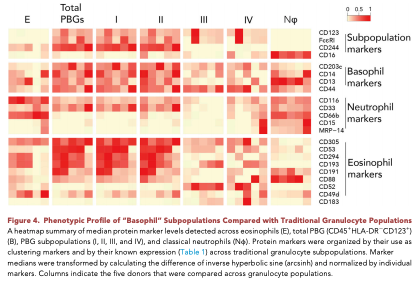 Total
E PBGs I II III IV Nφ
0 0.5 1
CD123
FcεRI
CD244
CD16
Subpopulation
markers
CD203c
CD14
CD13
CD44
Basophil
markers
CD116
CD33
CD66b
CD15
MRP-14
Neutrophil
markers
CD305
CD53
CD294
CD193
CD191
CD88
CD52
CD49d
CD183
Eosinophil
markers
Figure 4. Phenotypic Profile of “Basophil” Subpopulations Compared with Traditional Granulocyte Populations
A heatmap summary of median protein marker levels detected across eosinophils (E), total PBG (CD45⁺HLA-DR⁻CD123⁺)
(B), PBG subpopulations (I, II, III, and IV), and classical neutrophils (Nφ). Protein markers were organized by their use as
clustering markers and by their known expression (Table 1) across traditional granulocyte subpopulations. Marker
medians were transformed by calculating the difference of inverse hyperbolic sine (arcsinh) and normalized by individual
markers. Columns indicate the five donors that were compared across granulocyte populations.